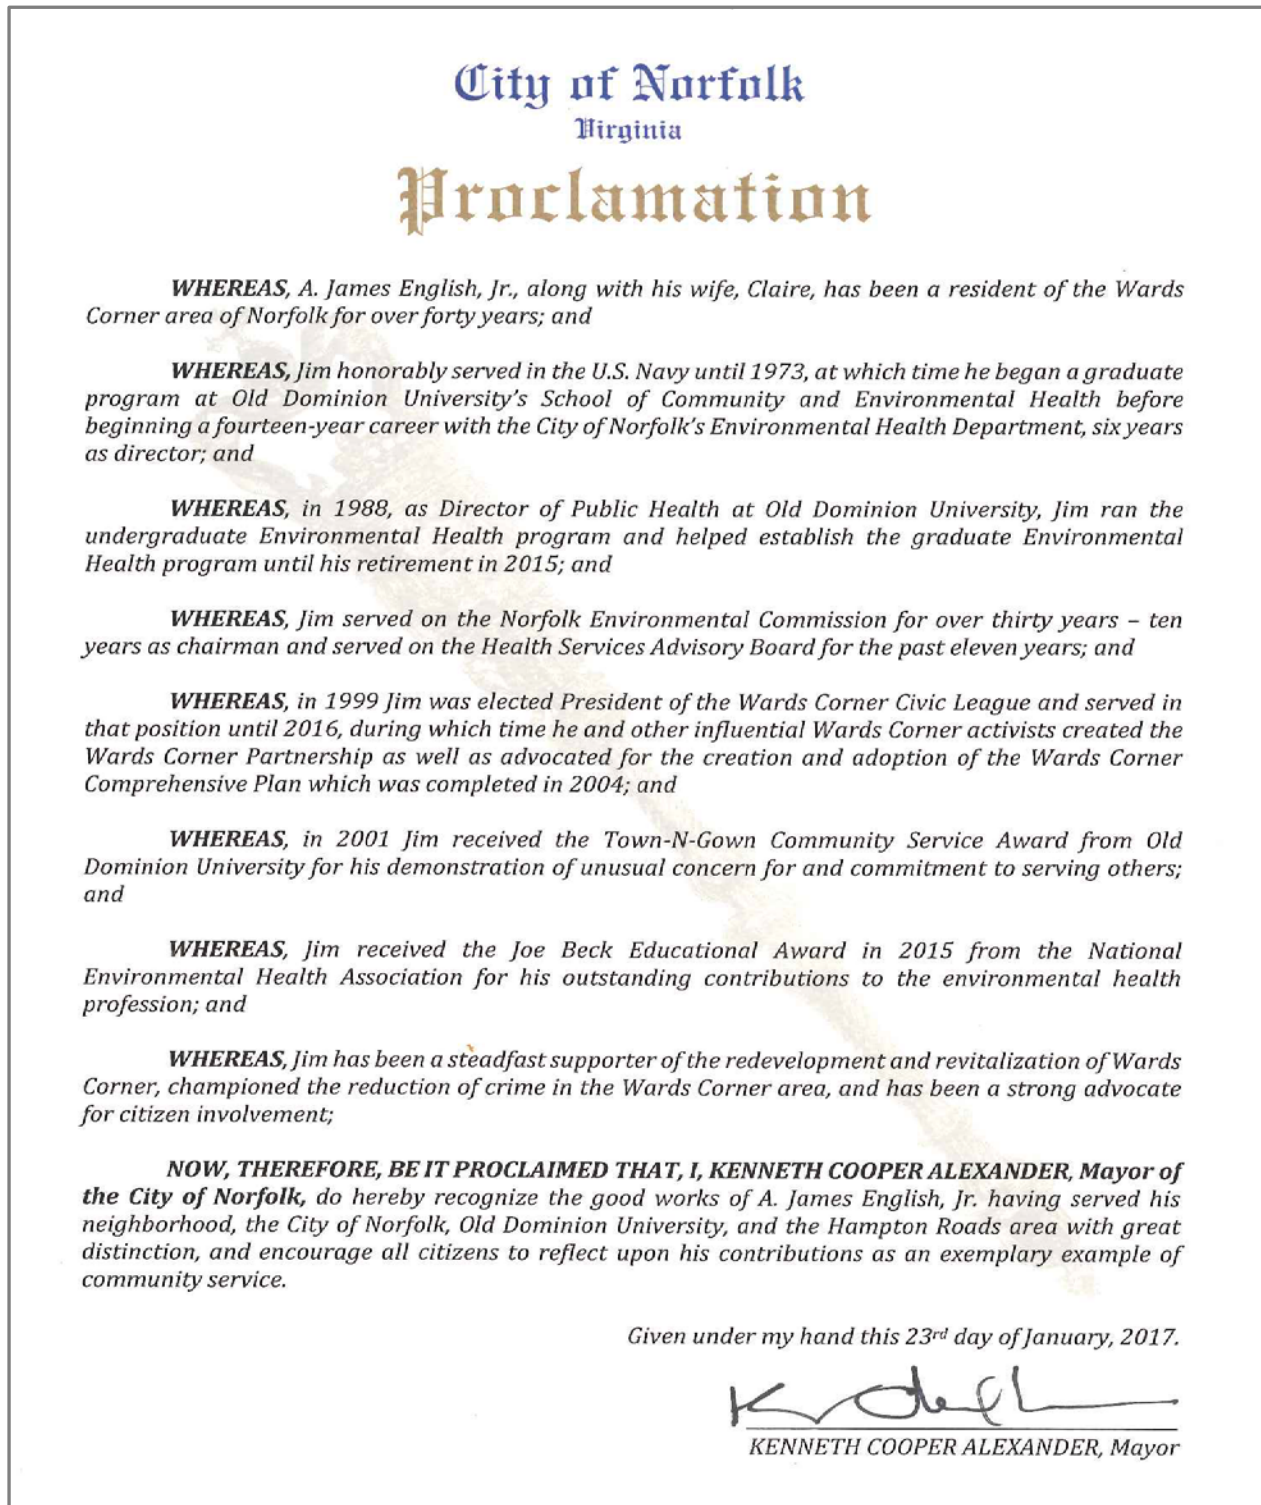 City of Norfolk
Virginia
Proclamation
WHEREAS, A. James English, Jr., along with his wife, Claire, has been a resident of the Wards
Corner area of Norfolk for over forty years; and
WHEREAS, Jim honorably served in the U.S. Navy until 1973, at which time he began a graduate
program at Old Dominion University's School of Community and Environmental Health before
beginning a fourteen-year career with the City of Norfolk's Environmental Health Department, six years
as director; and
WHEREAS, in 1988, as Director of Public Health at Old Dominion University, Jim ran the
undergraduate Environmental Health program and helped establish the graduate Environmental
Health program until his retirement in 2015; and
WHEREAS, Jim served on the Norfolk Environmental Commission for over thirty years – ten
years as chairman and served on the Health Services Advisory Board for the past eleven years; and
WHEREAS, in 1999 Jim was elected President of the Wards Corner Civic League and served in
that position until 2016, during which time he and other influential Wards Corner activists created the
Wards Corner Partnership as well as advocated for the creation and adoption of the Wards Corner
Comprehensive Plan which was completed in 2004; and
WHEREAS, in 2001 Jim received the Town-N-Gown Community Service Award from Old
Dominion University for his demonstration of unusual concern for and commitment to serving others;
and
WHEREAS, Jim received the Joe Beck Educational Award in 2015 from the National
Environmental Health Association for his outstanding contributions to the environmental health
profession; and
WHEREAS, Jim has been a steadfast supporter of the redevelopment and revitalization of Wards
Corner, championed the reduction of crime in the Wards Corner area, and has been a strong advocate
for citizen involvement;
NOW, THEREFORE, BE IT PROCLAIMED THAT, I, KENNETH COOPER ALEXANDER, Mayor of
the City of Norfolk, do hereby recognize the good works of A. James English, Jr. having served his
neighborhood, the City of Norfolk, Old Dominion University, and the Hampton Roads area with great
distinction, and encourage all citizens to reflect upon his contributions as an exemplary example of
community service.
Given under my hand this 23rd day of January, 2017.
KENNETH COOPER ALEXANDER, Mayor